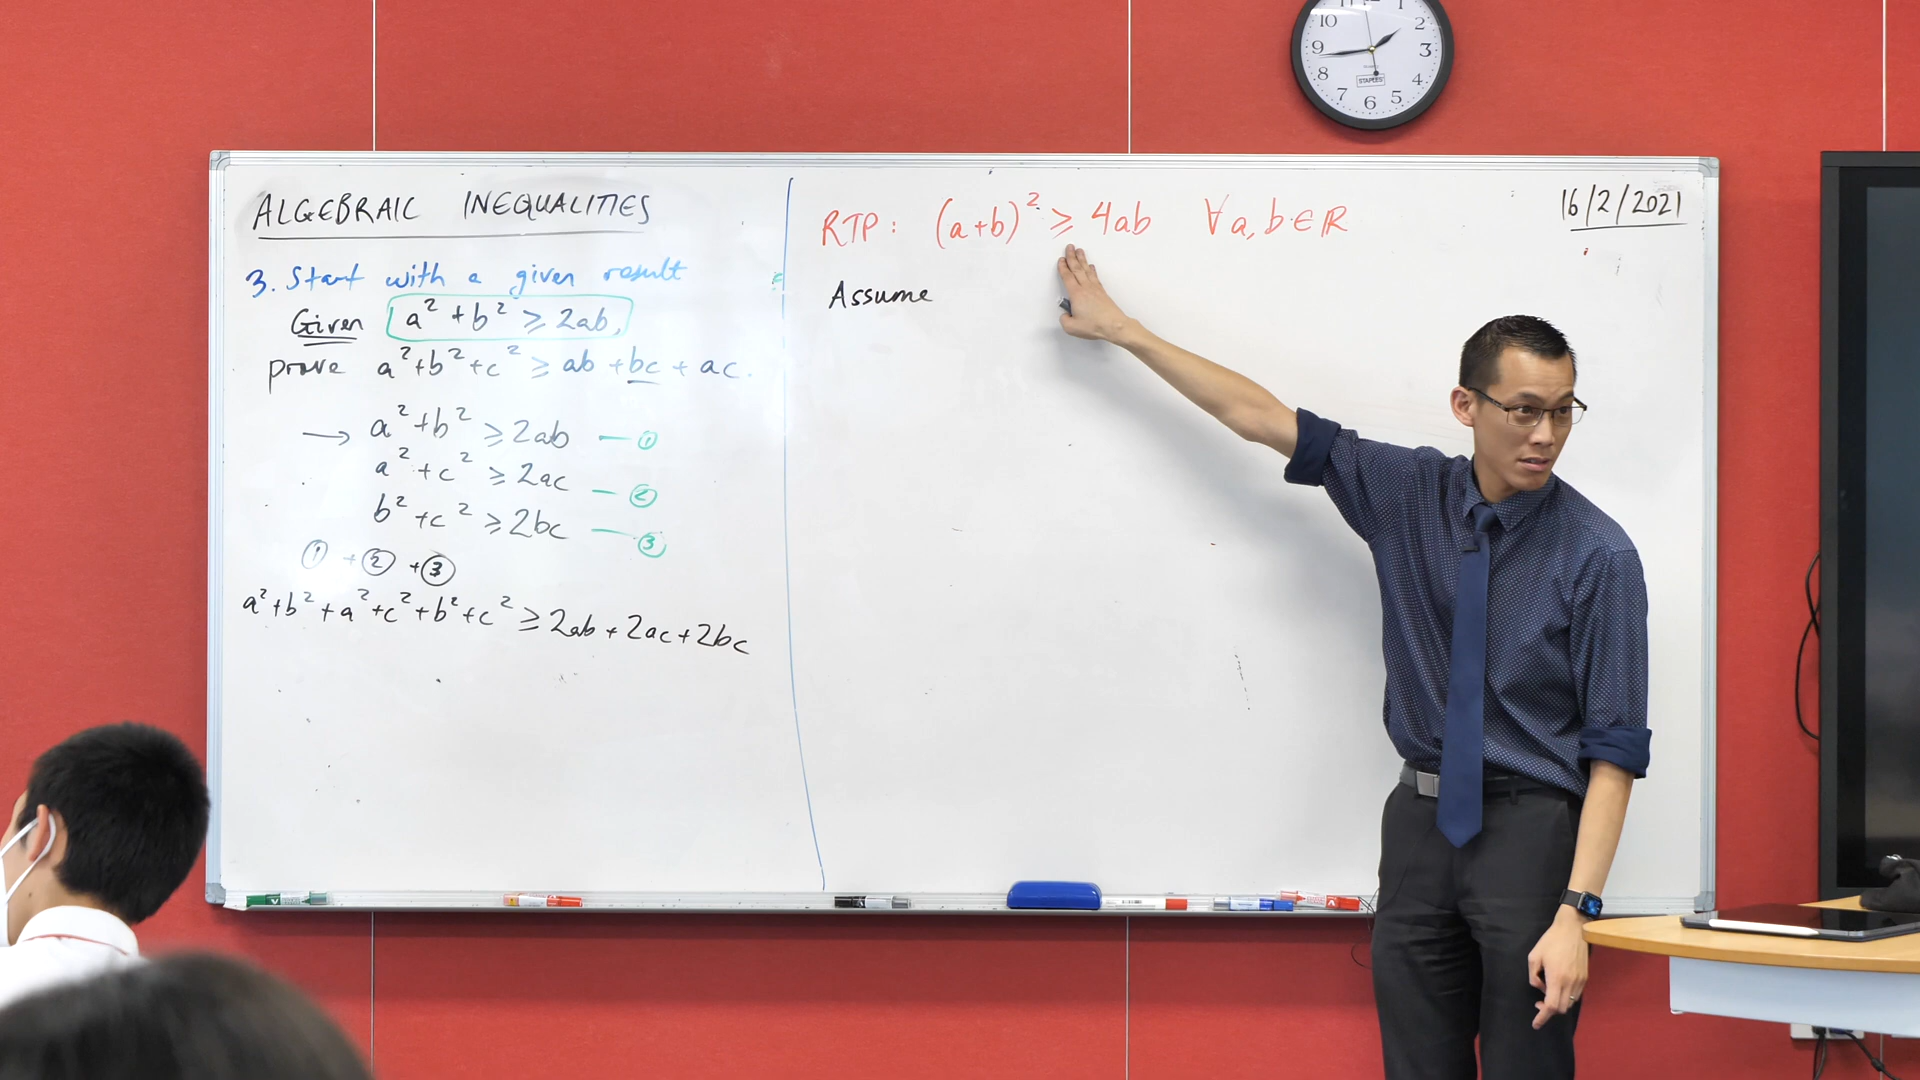 ALGEBRAIC INEQUALITIES
3. Start with a given result
Given a² + b² ⩾ 2ab,
prove a² + b² + c² ⩾ ab + bc + ac.
→ a² + b² ⩾ 2ab — ①
a² + c² ⩾ 2ac — ②
b² + c² ⩾ 2bc — ③
① + ② + ③
a² + b² + a² + c² + b² + c² ⩾ 2ab + 2ac + 2bc
RTP: (a+b)² ⩾ 4ab ∀ a, b ∈ ℝ
Assume
16/2/2021
11 1
10 2
9 3
8 4
7 6 5
STAPLES